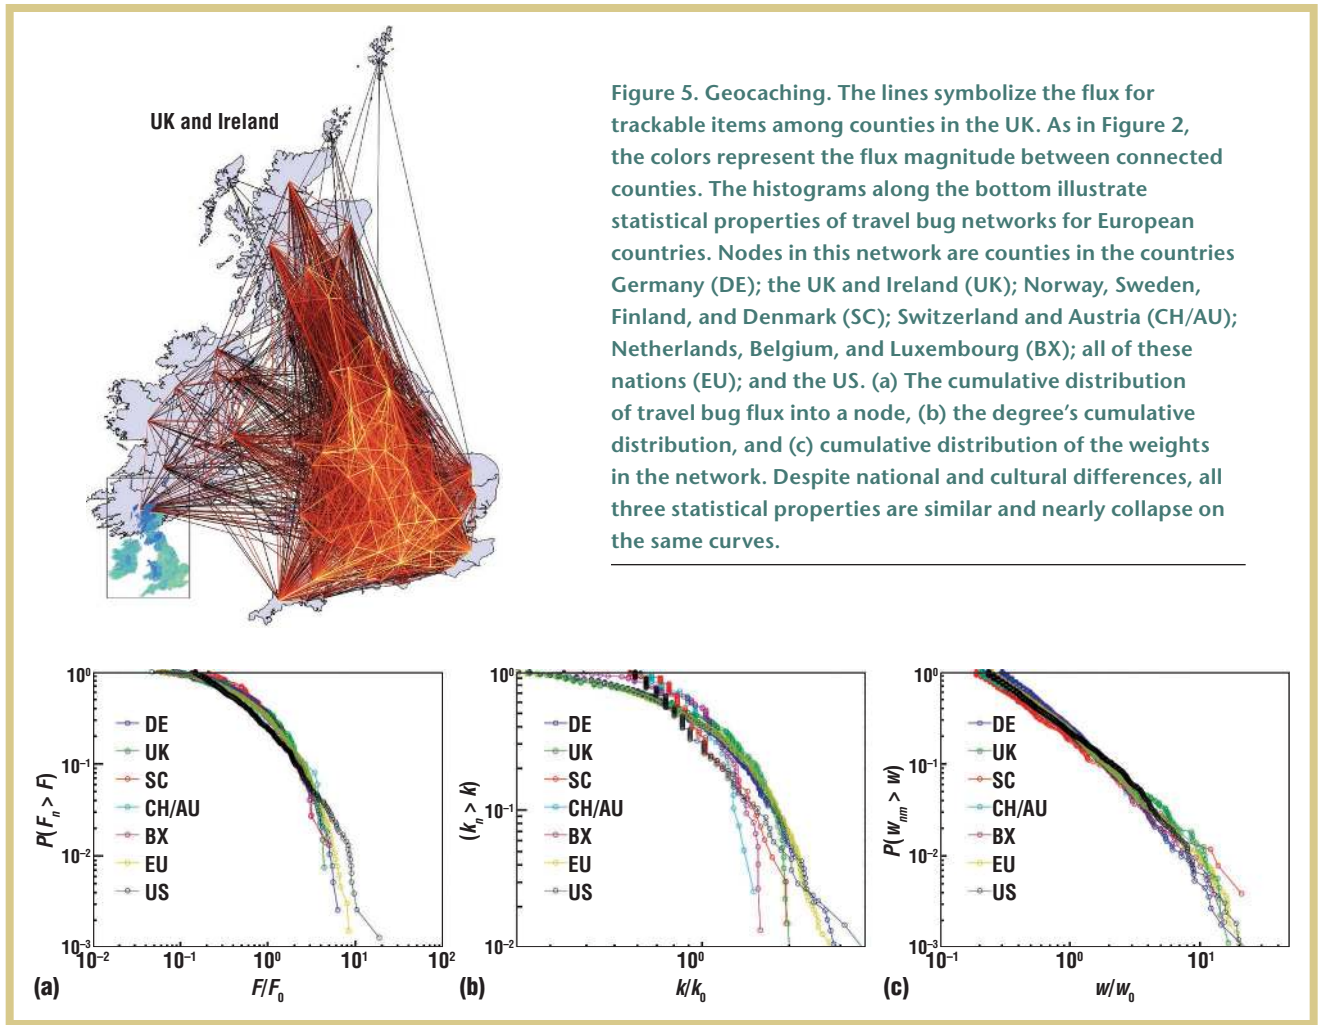 UK and Ireland
Figure 5. Geocaching. The lines symbolize the flux for
trackable items among counties in the UK. As in Figure 2,
the colors represent the flux magnitude between connected
counties. The histograms along the bottom illustrate
statistical properties of travel bug networks for European
countries. Nodes in this network are counties in the countries
Germany (DE); the UK and Ireland (UK); Norway, Sweden,
Finland, and Denmark (SC); Switzerland and Austria (CH/AU);
Netherlands, Belgium, and Luxembourg (BX); all of these
nations (EU); and the US. (a) The cumulative distribution
of travel bug flux into a node, (b) the degree's cumulative
distribution, and (c) cumulative distribution of the weights
in the network. Despite national and cultural differences, all
three statistical properties are similar and nearly collapse on
the same curves.
10⁰
10⁻¹
10⁻²
10⁻³
P(Fₙ > F)
DE
UK
SC
CH/AU
BX
EU
US
10⁻²
10⁻¹
10⁰
10¹
10²
(a)
F/F₀
10⁰
10⁻¹
10⁻²
(kₙ > k)
DE
UK
SC
CH/AU
BX
EU
US
10⁰
(b)
k/k₀
10⁰
10⁻¹
10⁻²
10⁻³
P(wₙₘ > w)
DE
UK
SC
CH/AU
BX
EU
US
10⁻¹
10⁰
10¹
(c)
w/w₀